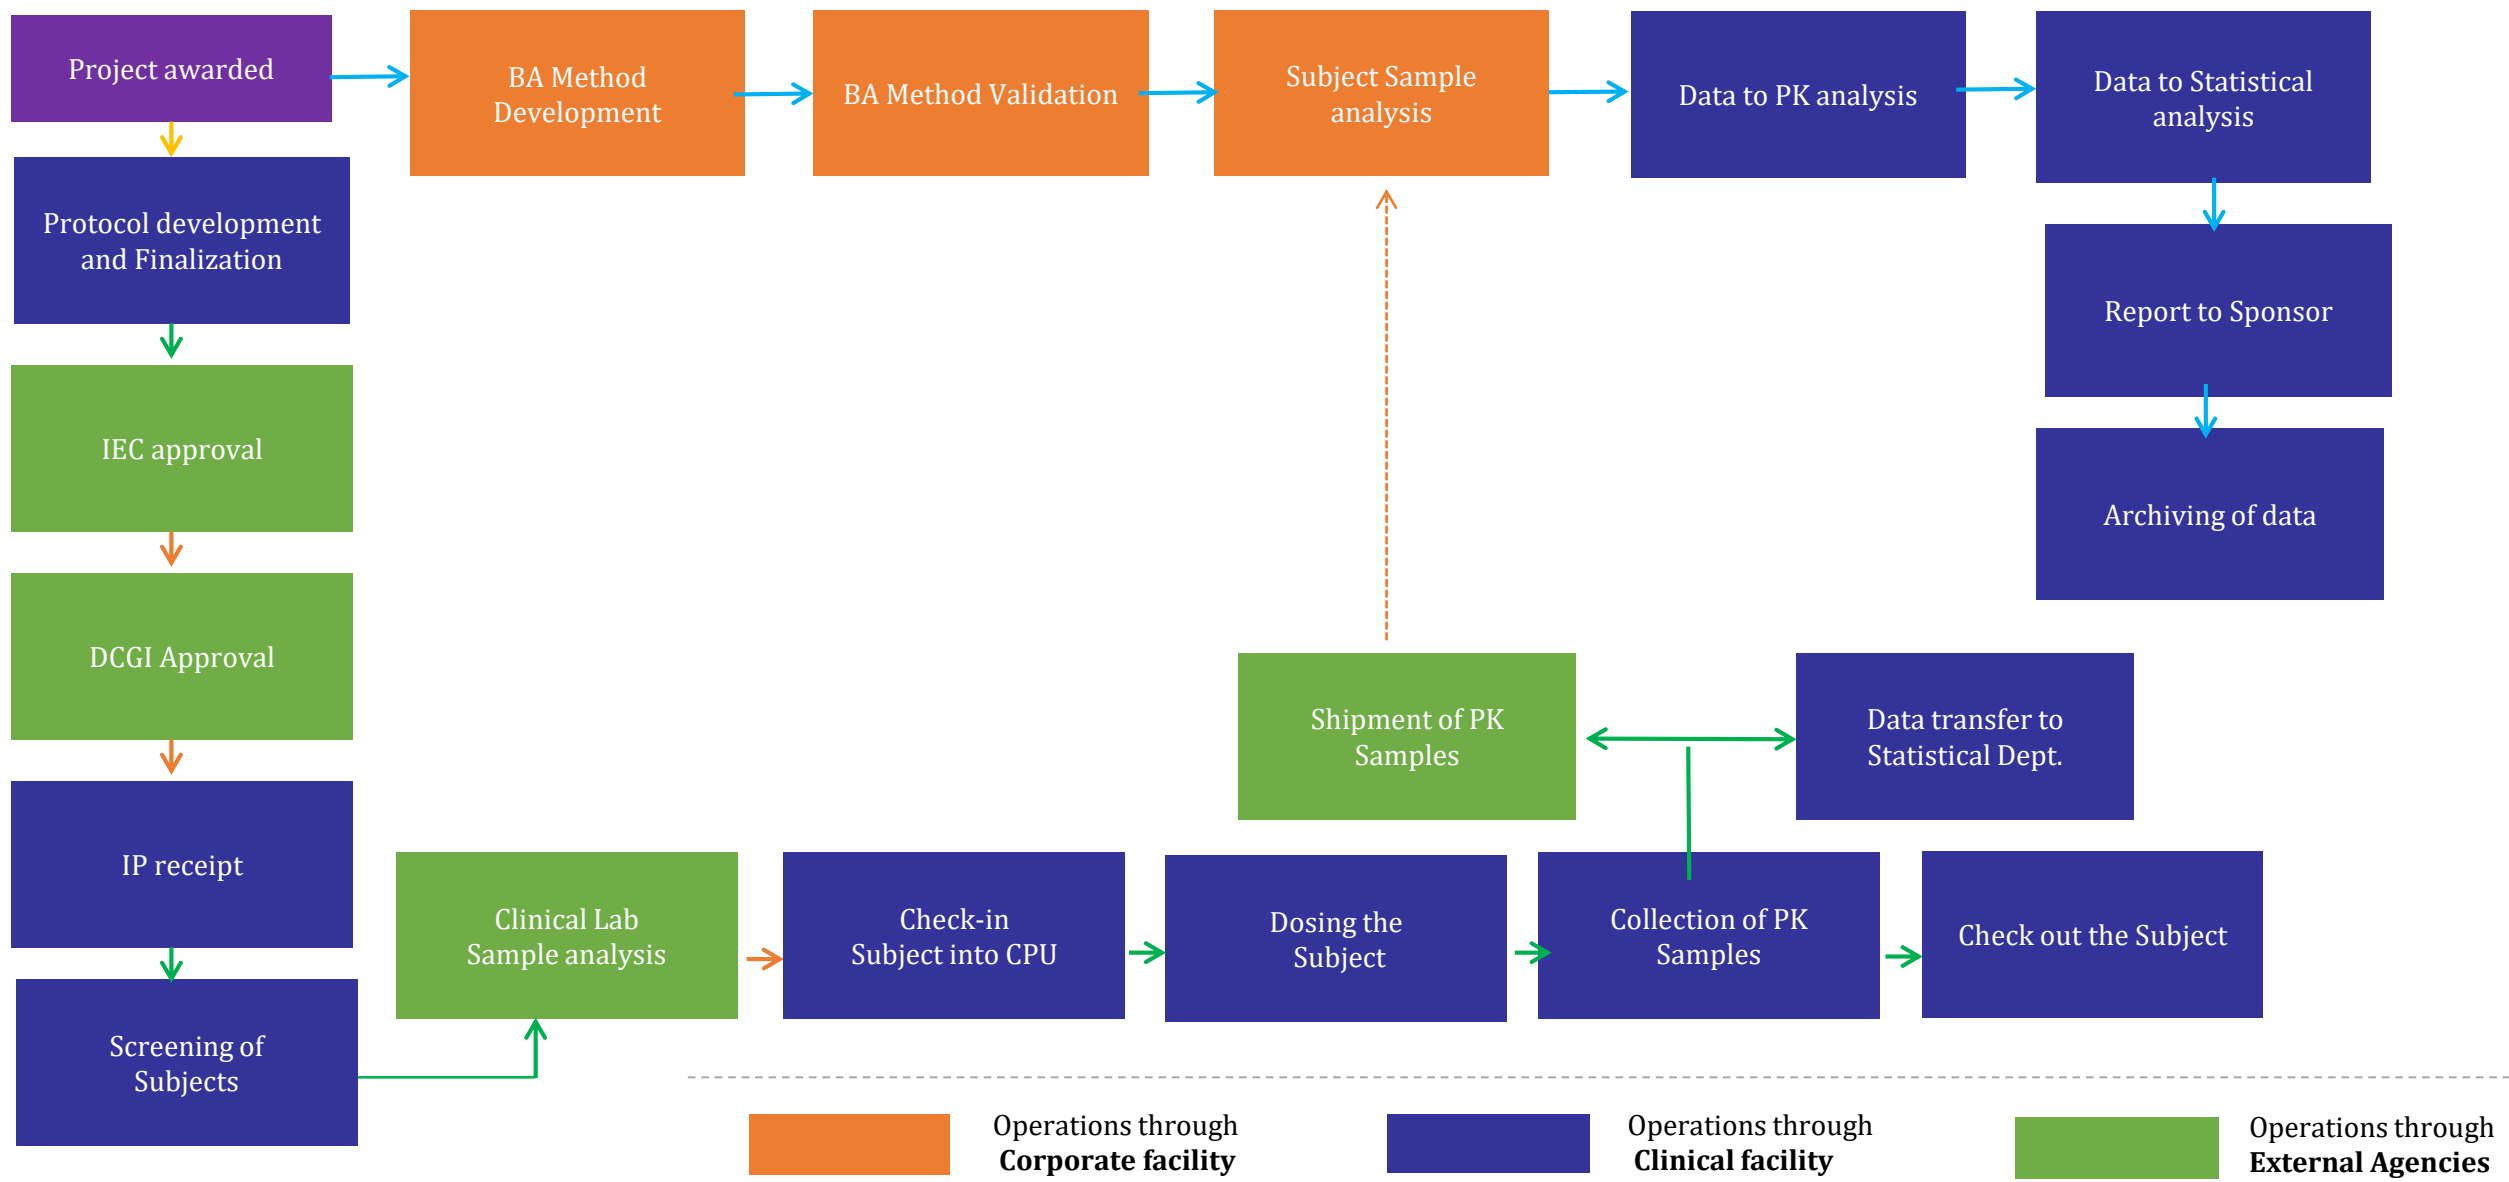 Project awarded
BA Method
Development
BA Method Validation
Subject Sample
analysis
Data to PK analysis
Data to Statistical
analysis
Protocol development
and Finalization
Report to Sponsor
IEC approval
Archiving of data
DCGI Approval
Shipment of PK
Samples
Data transfer to
Statistical Dept.
IP receipt
Clinical Lab
Sample analysis
Check-in
Subject into CPU
Dosing the
Subject
Collection of PK
Samples
Check out the Subject
Screening of
Subjects
Operations through
Corporate facility
Operations through
Clinical facility
Operations through
External Agencies